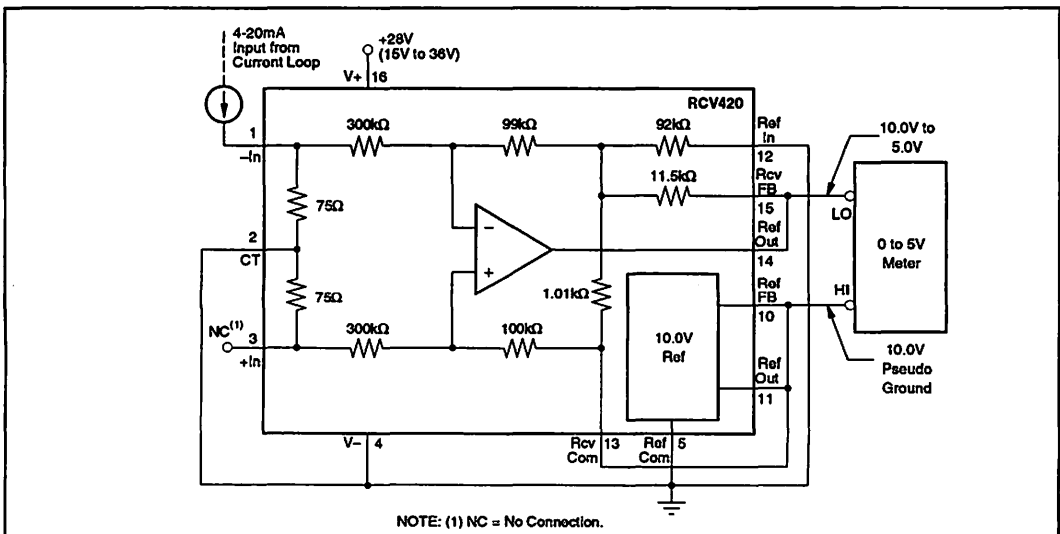 4-20mA
Input from
Current Loop
+28V
(15V to 36V)
V+ 16
RCV420
300kΩ
99kΩ
92kΩ
Ref
In
12
1
–In
11.5kΩ
Rcv
FB
15
10.0V to
5.0V
LO
75Ω
2
CT
–
+
Ref
Out
14
0 to 5V
Meter
75Ω
1.01kΩ
Ref
FB
10
HI
NC(1)
3
+In
300kΩ
100kΩ
10.0V
Ref
10.0V
Pseudo
Ground
Ref
Out
11
V– 4
Rcv 13
Com
Ref 5
Com
NOTE: (1) NC = No Connection.